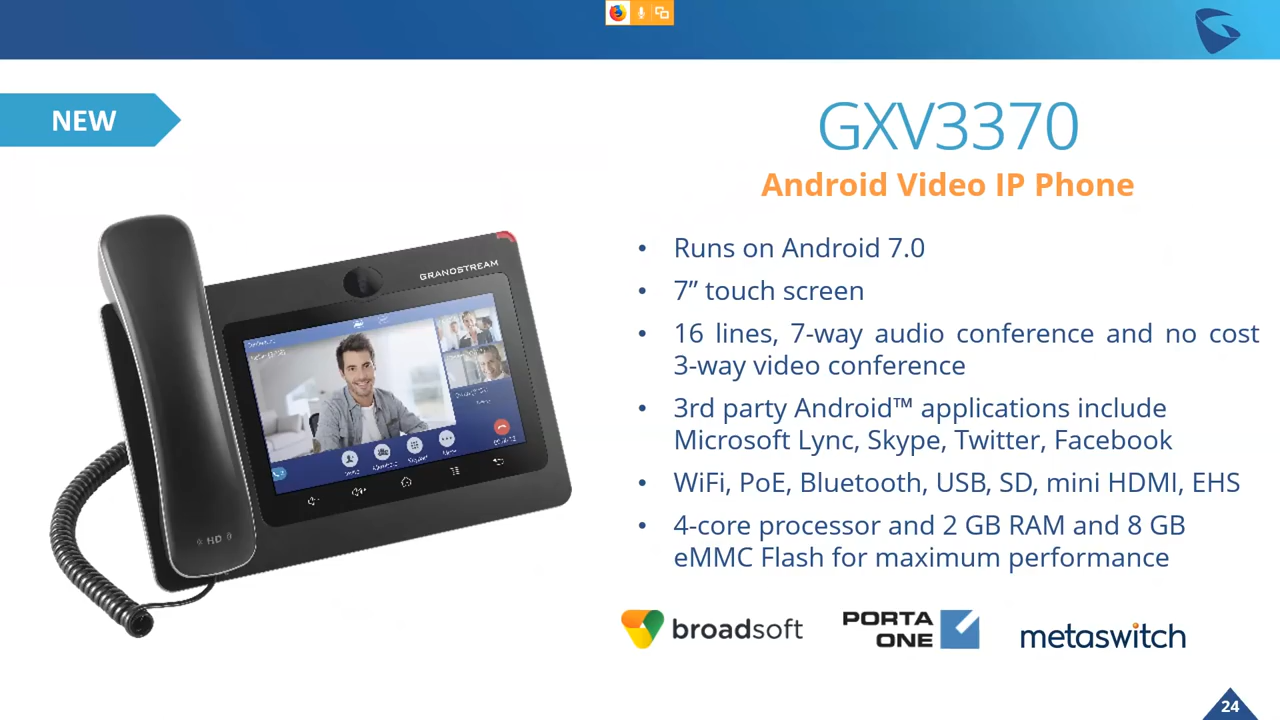 NEW
GXV3370
Android Video IP Phone
• Runs on Android 7.0
• 7” touch screen
• 16 lines, 7-way audio conference and no cost
3-way video conference
• 3rd party Android™ applications include
Microsoft Lync, Skype, Twitter, Facebook
• WiFi, PoE, Bluetooth, USB, SD, mini HDMI, EHS
• 4-core processor and 2 GB RAM and 8 GB
eMMC Flash for maximum performance
GRANDSTREAM
HD
broadsoft
PORTA
ONE
metaswitch
24